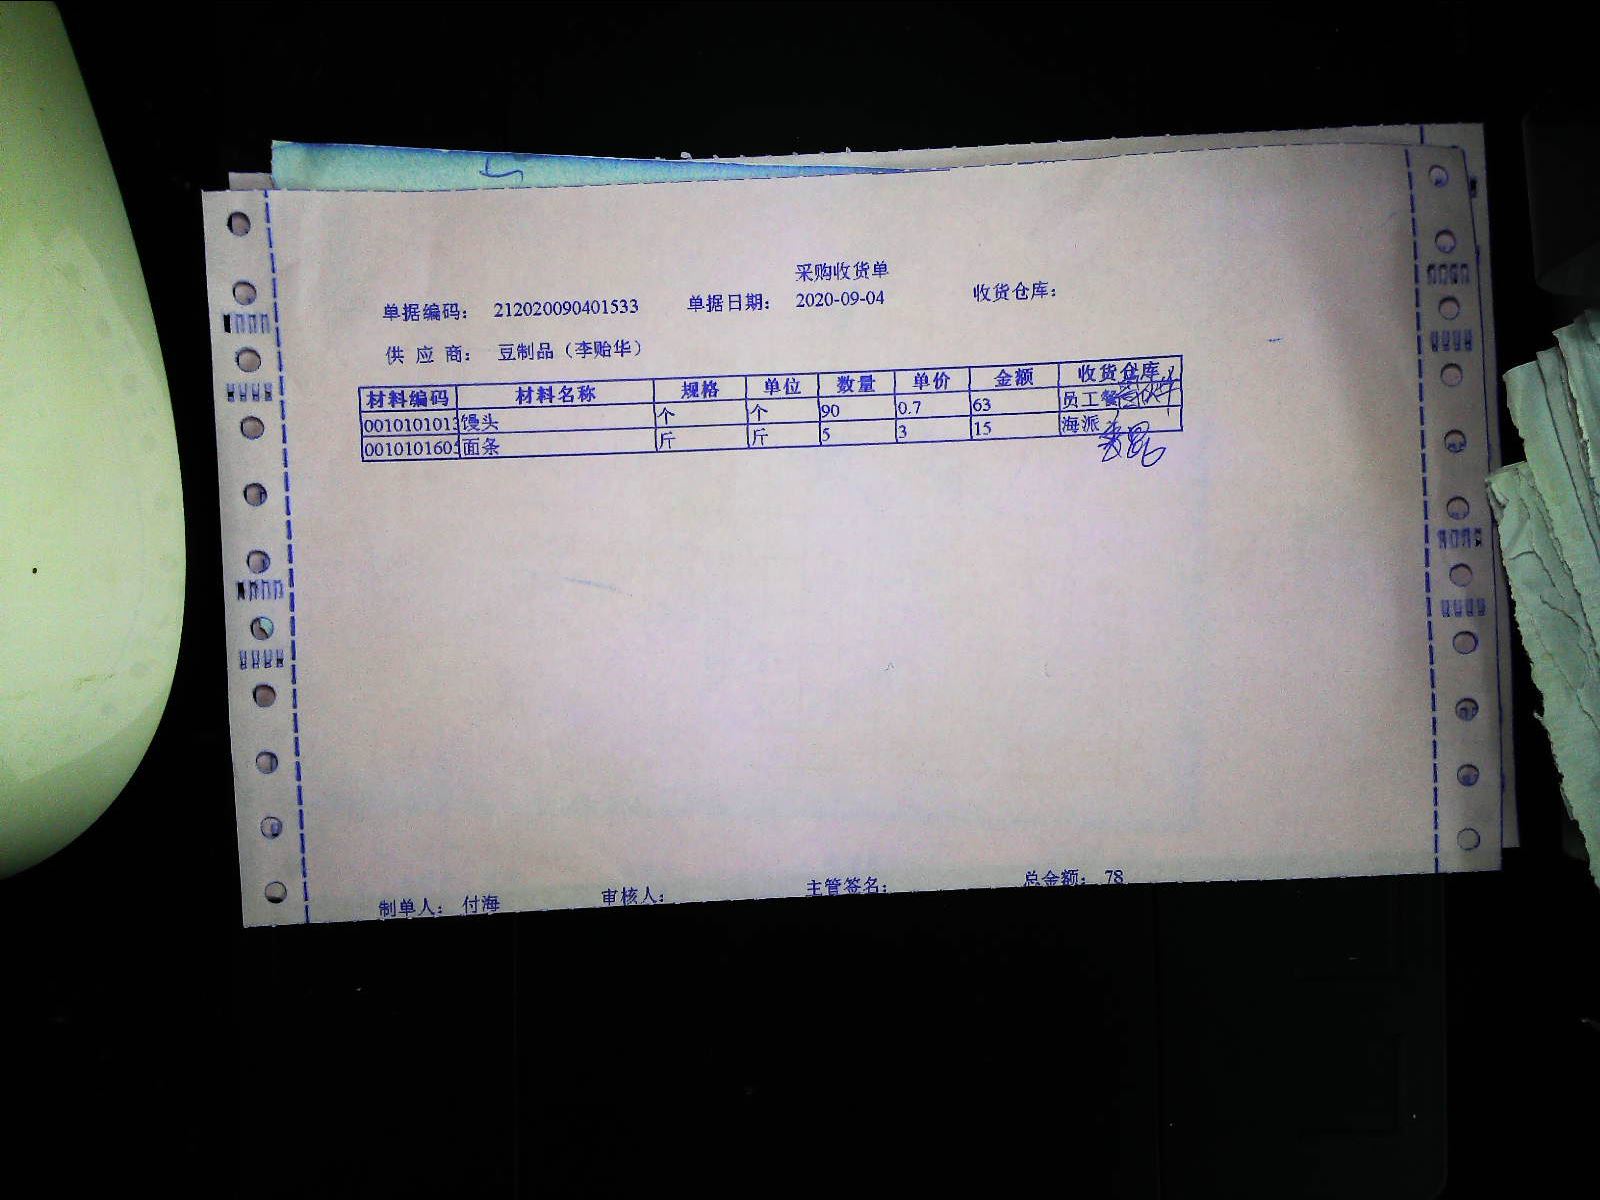 采购收货单
单据编码： 212020090401533 单据日期： 2020-09-04 收货仓库：
供 应 商： 豆制品（李贻华）
材料编码 材料名称 规格 单位 数量 单价 金额 收货仓库
0010101013 馒头 个 个 90 0.7 63 员工餐
0010101605 面条 斤 斤 5 3 15 海派
制单人： 付海 审核人： 主管签名： 总金额： 78